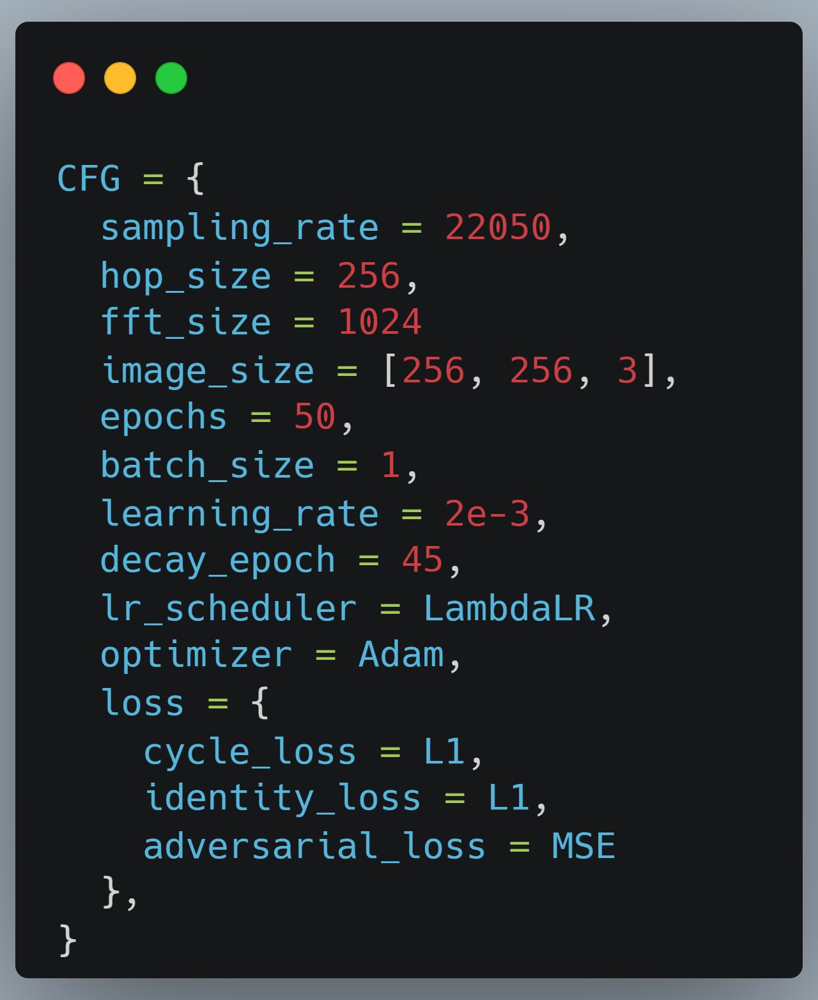 CFG = {
  sampling_rate = 22050,
  hop_size = 256,
  fft_size = 1024
  image_size = [256, 256, 3],
  epochs = 50,
  batch_size = 1,
  learning_rate = 2e-3,
  decay_epoch = 45,
  lr_scheduler = LambdaLR,
  optimizer = Adam,
  loss = {
    cycle_loss = L1,
    identity_loss = L1,
    adversarial_loss = MSE
  },
}